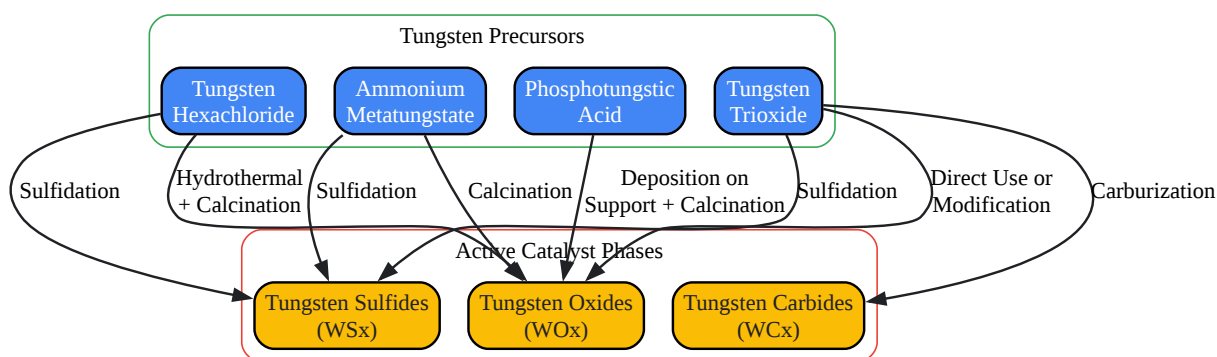 Tungsten Precursors
Tungsten
Hexachloride
Ammonium
Metatungstate
Phosphotungstic
Acid
Tungsten
Trioxide
Sulfidation
Hydrothermal
+ Calcination
Sulfidation
Calcination
Deposition on
Support + Calcination
Sulfidation
Direct Use or
Modification
Carburization
Active Catalyst Phases
Tungsten Sulfides
(WSx)
Tungsten Oxides
(WOx)
Tungsten Carbides
(WCx)